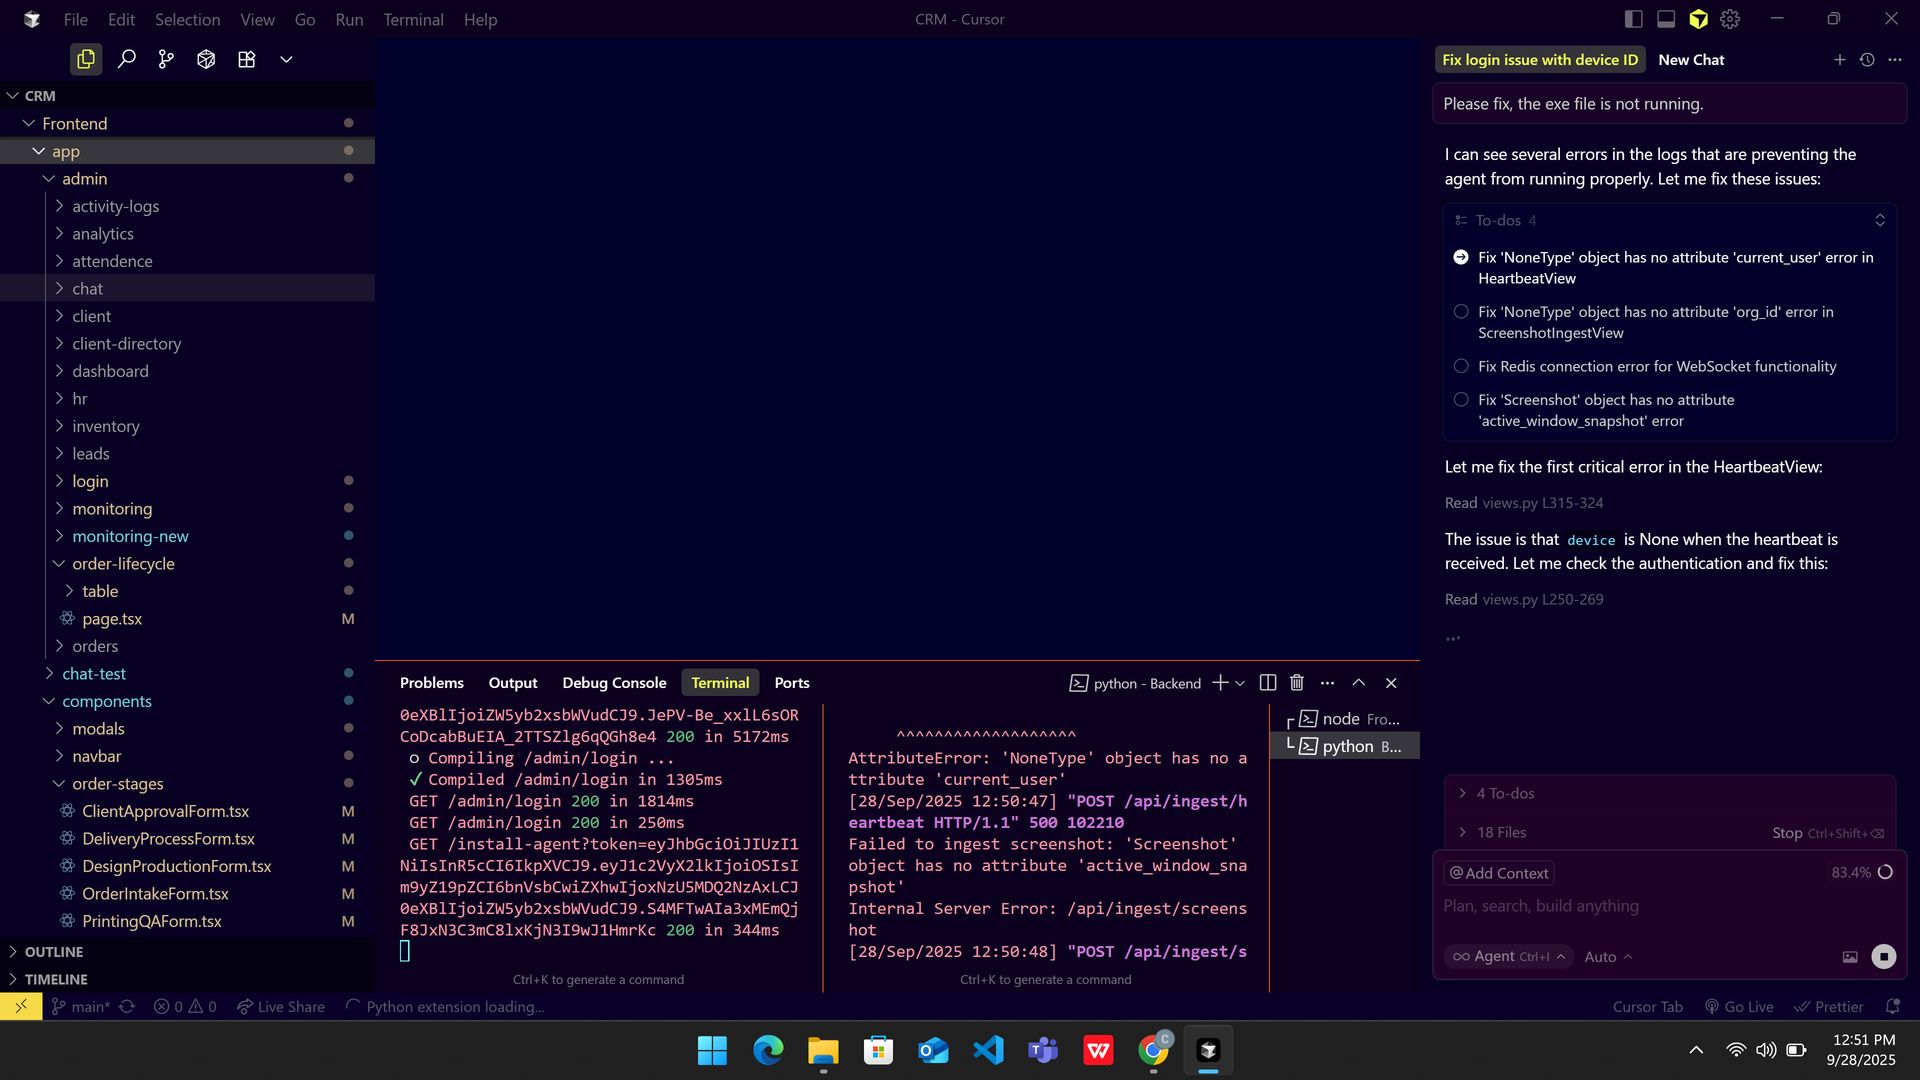 File Edit Selection View Go Run Terminal Help
CRM - Cursor
CRM
Frontend
app
admin
activity-logs
analytics
attendence
chat
client
client-directory
dashboard
hr
inventory
leads
login
monitoring
monitoring-new
order-lifecycle
table
page.tsx M
orders
chat-test
components
modals
navbar
order-stages
ClientApprovalForm.tsx M
DeliveryProcessForm.tsx M
DesignProductionForm.tsx M
OrderIntakeForm.tsx M
PrintingQAForm.tsx M
OUTLINE
TIMELINE
Problems Output Debug Console Terminal Ports
python - Backend
0eXBlIjoiZW5yb2xsbWVudCJ9.JePV-Be_xxlL6sOR
CoDcabBuEIA_2TTSZlg6qQGh8e4 200 in 5172ms
○ Compiling /admin/login ...
✓ Compiled /admin/login in 1305ms
GET /admin/login 200 in 1814ms
GET /admin/login 200 in 250ms
GET /install-agent?token=eyJhbGciOiJIUzI1
NiIsInR5cCI6IkpXVCJ9.eyJ1c2VyX2lkIjoiOSIsI
m9yZ19pZCI6bnVsbCwiZXhwIjoxNzU5MDQ2NzAxLCJ
0eXBlIjoiZW5yb2xsbWVudCJ9.S4MFTwAIa3xMEmQj
F8JxN3C3mC8lxKjN3I9wJ1HmrKc 200 in 344ms
Ctrl+K to generate a command
^^^^^^^^^^^^^^^^^^^
AttributeError: 'NoneType' object has no a
ttribute 'current_user'
[28/Sep/2025 12:50:47] "POST /api/ingest/h
eartbeat HTTP/1.1" 500 102210
Failed to ingest screenshot: 'Screenshot'
object has no attribute 'active_window_sna
pshot'
Internal Server Error: /api/ingest/screens
hot
[28/Sep/2025 12:50:48] "POST /api/ingest/s
Ctrl+K to generate a command
node Fro...
python B...
Fix login issue with device ID New Chat
Please fix, the exe file is not running.
I can see several errors in the logs that are preventing the
agent from running properly. Let me fix these issues:
To-dos 4
Fix 'NoneType' object has no attribute 'current_user' error in
HeartbeatView
Fix 'NoneType' object has no attribute 'org_id' error in
ScreenshotIngestView
Fix Redis connection error for WebSocket functionality
Fix 'Screenshot' object has no attribute
'active_window_snapshot' error
Let me fix the first critical error in the HeartbeatView:
Read views.py L315-324
The issue is that device is None when the heartbeat is
received. Let me check the authentication and fix this:
Read views.py L250-269
...
4 To-dos
18 Files Stop Ctrl+Shift+⌫
@ Add Context 83.4%
Plan, search, build anything
∞ Agent Ctrl+I Auto
main* 0 0 Live Share Python extension loading...
Cursor Tab Go Live Prettier
12:51 PM
9/28/2025